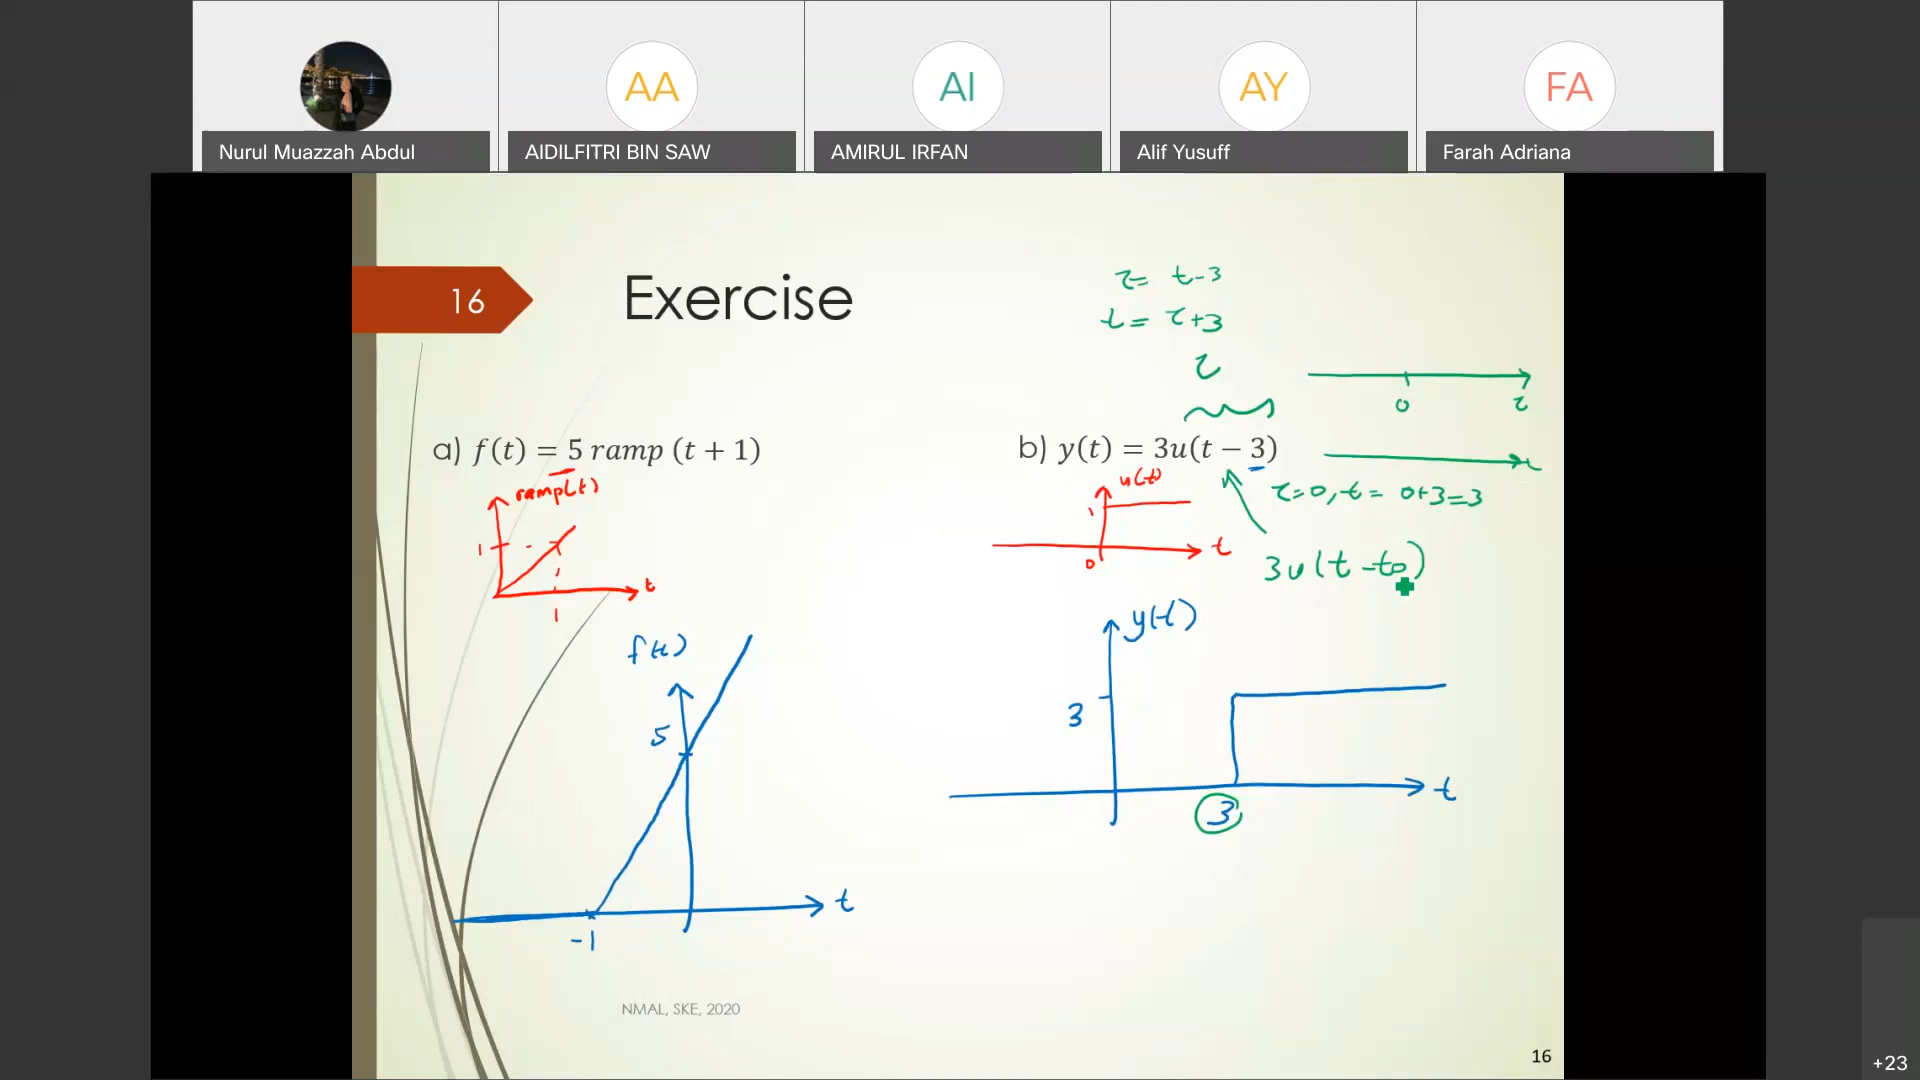 AA
AI
AY
FA
Nurul Muazzah Abdul
AIDILFITRI BIN SAW
AMIRUL IRFAN
Alif Yusuff
Farah Adriana
16
Exercise
τ = t-3
t = τ+3
τ
0
τ
a) f(t) = 5 ramp (t + 1)
b) y(t) = 3u(t − 3)
t
ramp(t)
1
1
t
u(t)
1
0
t
τ=0, t = 0+3=3
3u(t-t0)
f(t)
5
-1
t
y(t)
3
3
t
NMAL, SKE, 2020
16
+23